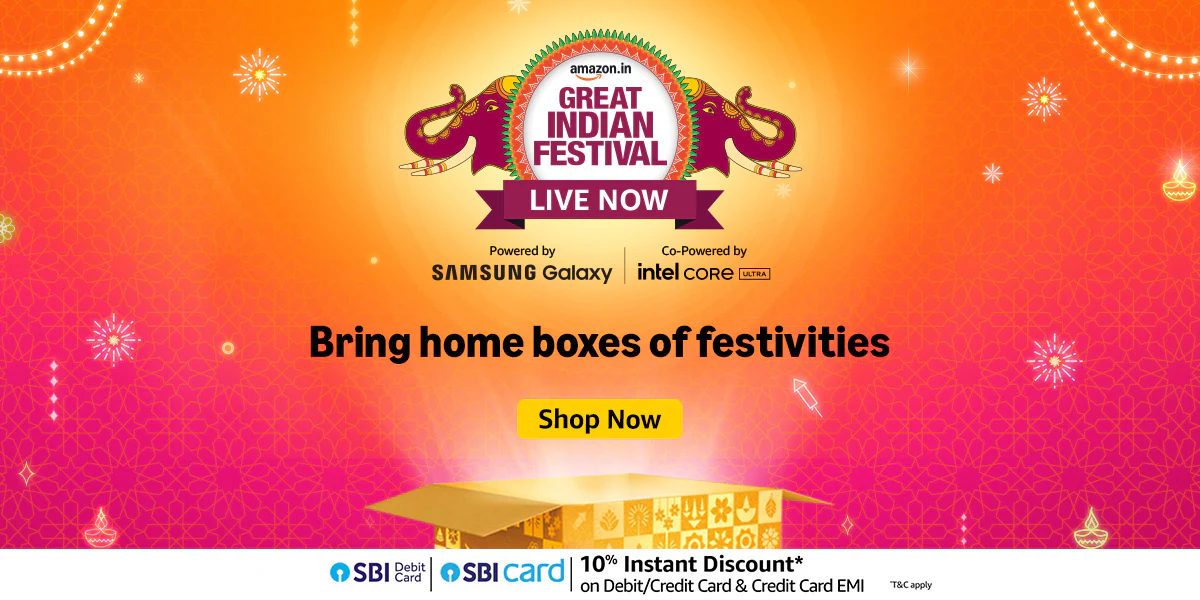 amazon.in
GREAT
INDIAN
FESTIVAL
LIVE NOW
Powered by
SAMSUNG Galaxy
Co-Powered by
intel CORE ULTRA
Bring home boxes of festivities
Shop Now
SBI Debit Card
SBI card
10% Instant Discount*
on Debit/Credit Card & Credit Card EMI
*T&C apply